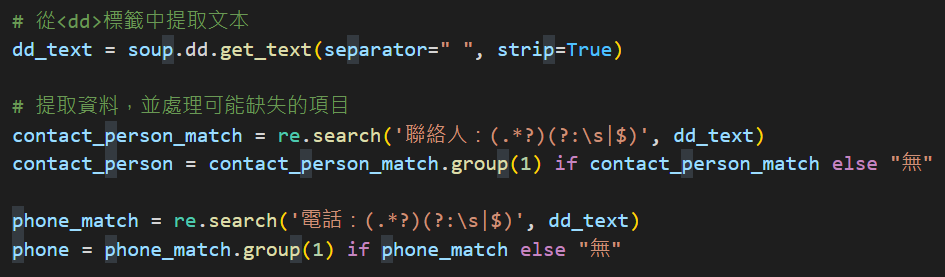 # 從<dd>標籤中提取文本
dd_text = soup.dd.get_text(separator=" ", strip=True)
# 提取資料，並處理可能缺失的項目
contact_person_match = re.search('聯絡人：(.*?)(?:\s|$)', dd_text)
contact_person = contact_person_match.group(1) if contact_person_match else "無"
phone_match = re.search('電話：(.*?)(?:\s|$)', dd_text)
phone = phone_match.group(1) if phone_match else "無"